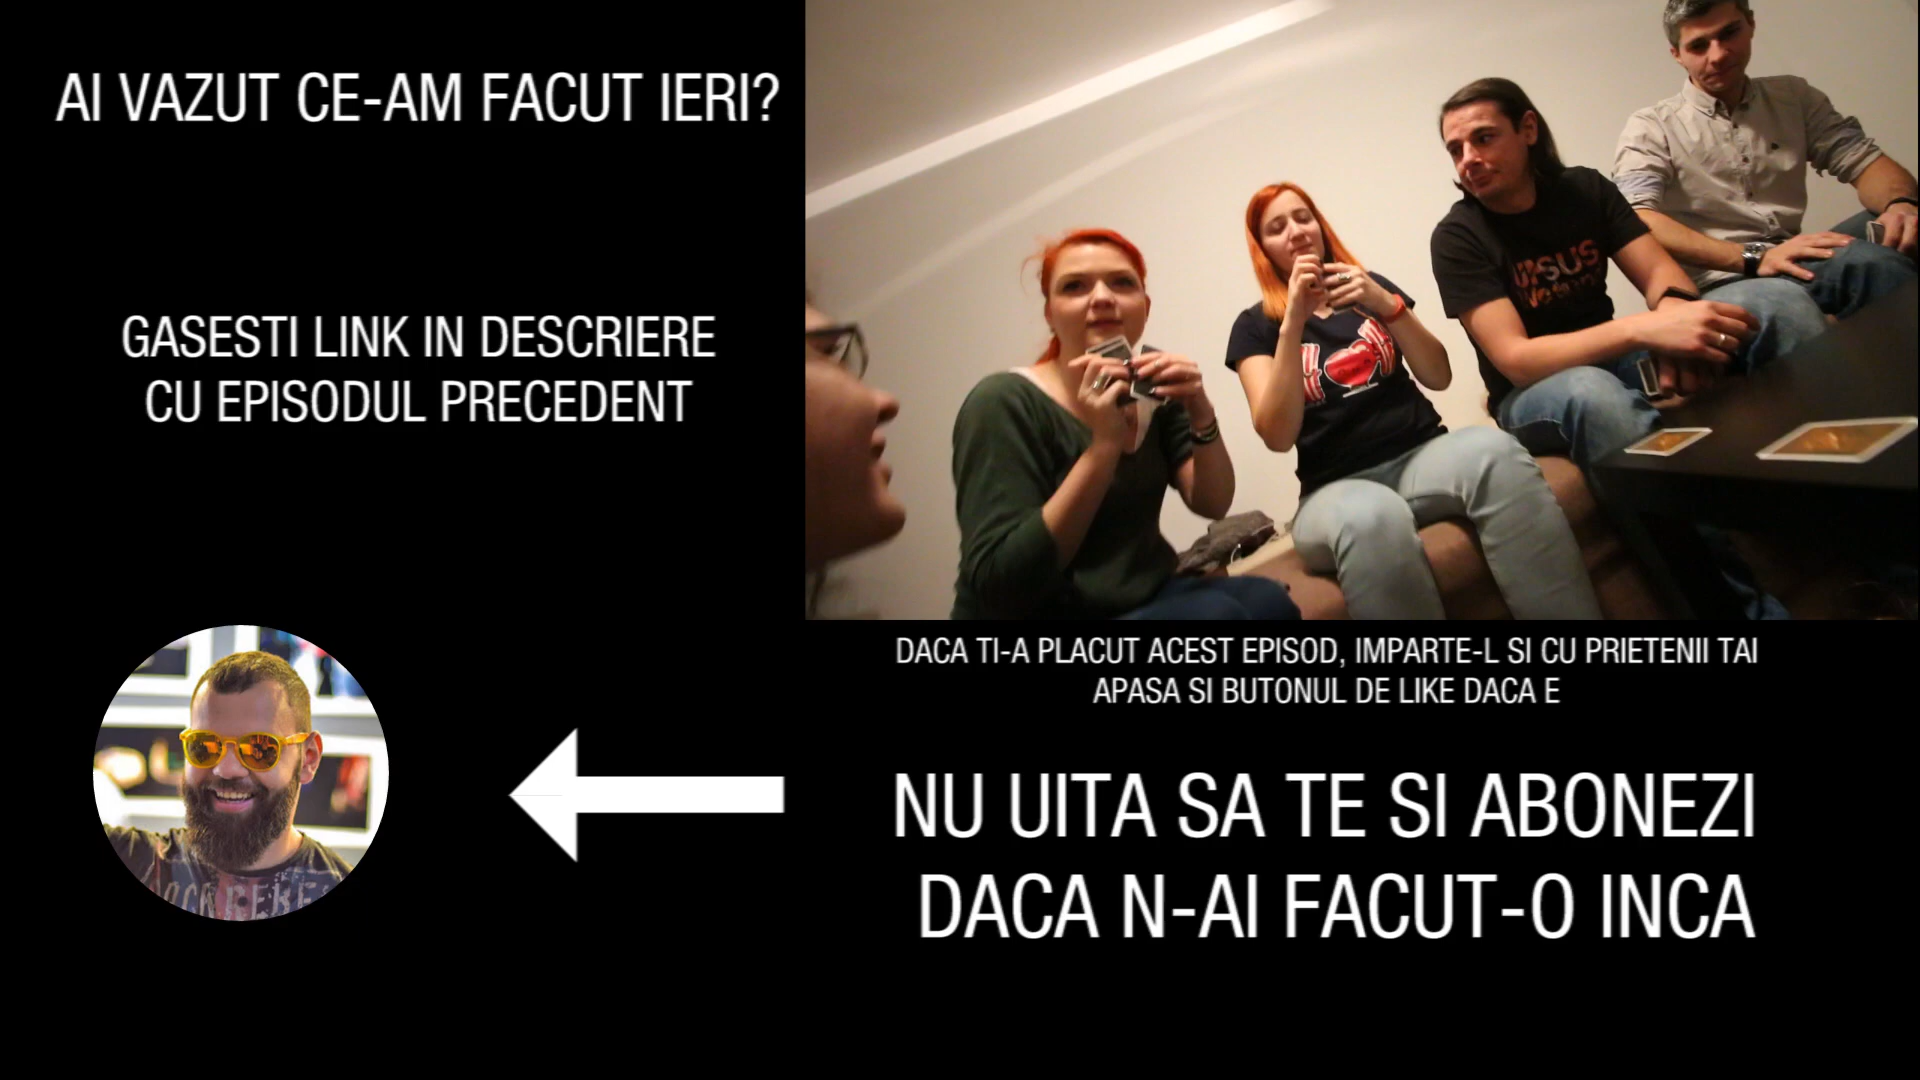 AI VAZUT CE-AM FACUT IERI?
GASESTI LINK IN DESCRIERE
CU EPISODUL PRECEDENT
URSUS
DACA TI-A PLACUT ACEST EPISOD, IMPARTE-L SI CU PRIETENII TAI
APASA SI BUTONUL DE LIKE DACA E
NU UITA SA TE SI ABONEZI
DACA N-AI FACUT-O INCA